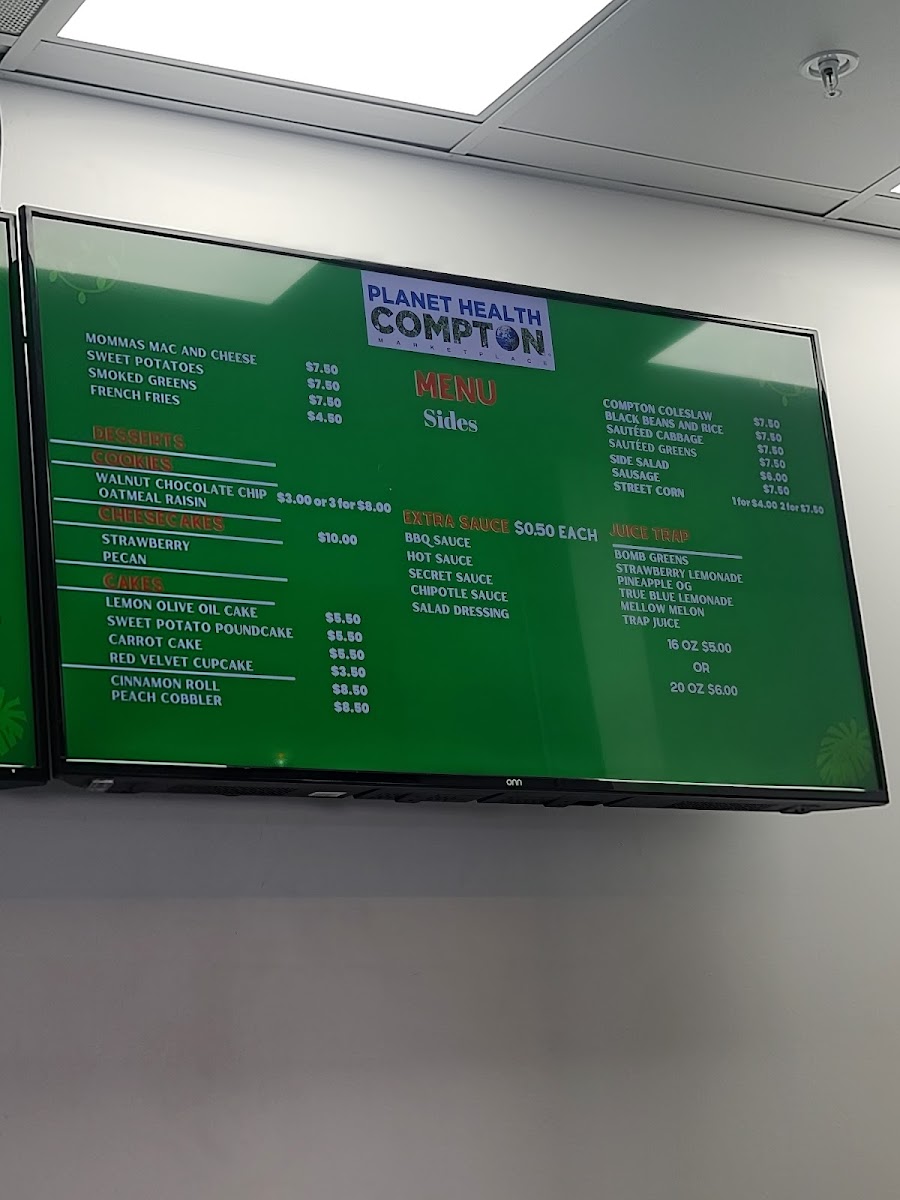 PLANET HEALTH
COMPTON
MARKETPLACE
MENU
Sides
MOMMAS MAC AND CHEESE $7.50
SWEET POTATOES $7.50
SMOKED GREENS $7.50
FRENCH FRIES $4.50
DESSERTS
COOKIES
WALNUT CHOCOLATE CHIP
OATMEAL RAISIN $3.00 or 3 for $8.00
CHEESECAKES
STRAWBERRY $10.00
PECAN
CAKES
LEMON OLIVE OIL CAKE $5.50
SWEET POTATO POUNDCAKE $5.50
CARROT CAKE $5.50
RED VELVET CUPCAKE $3.50
CINNAMON ROLL $8.50
PEACH COBBLER $8.50
EXTRA SAUCE $0.50 EACH
BBQ SAUCE
HOT SAUCE
SECRET SAUCE
CHIPOTLE SAUCE
SALAD DRESSING
COMPTON COLESLAW $7.50
BLACK BEANS AND RICE $7.50
SAUTÉED CABBAGE $7.50
SAUTÉED GREENS $7.50
SIDE SALAD $6.00
SAUSAGE $7.50
STREET CORN 1 for $4.00 2 for $7.50
JUICE TRAP
BOMB GREENS
STRAWBERRY LEMONADE
PINEAPPLE OG
TRUE BLUE LEMONADE
MELLOW MELON
TRAP JUICE
16 OZ $5.00
OR
20 OZ $6.00
onn